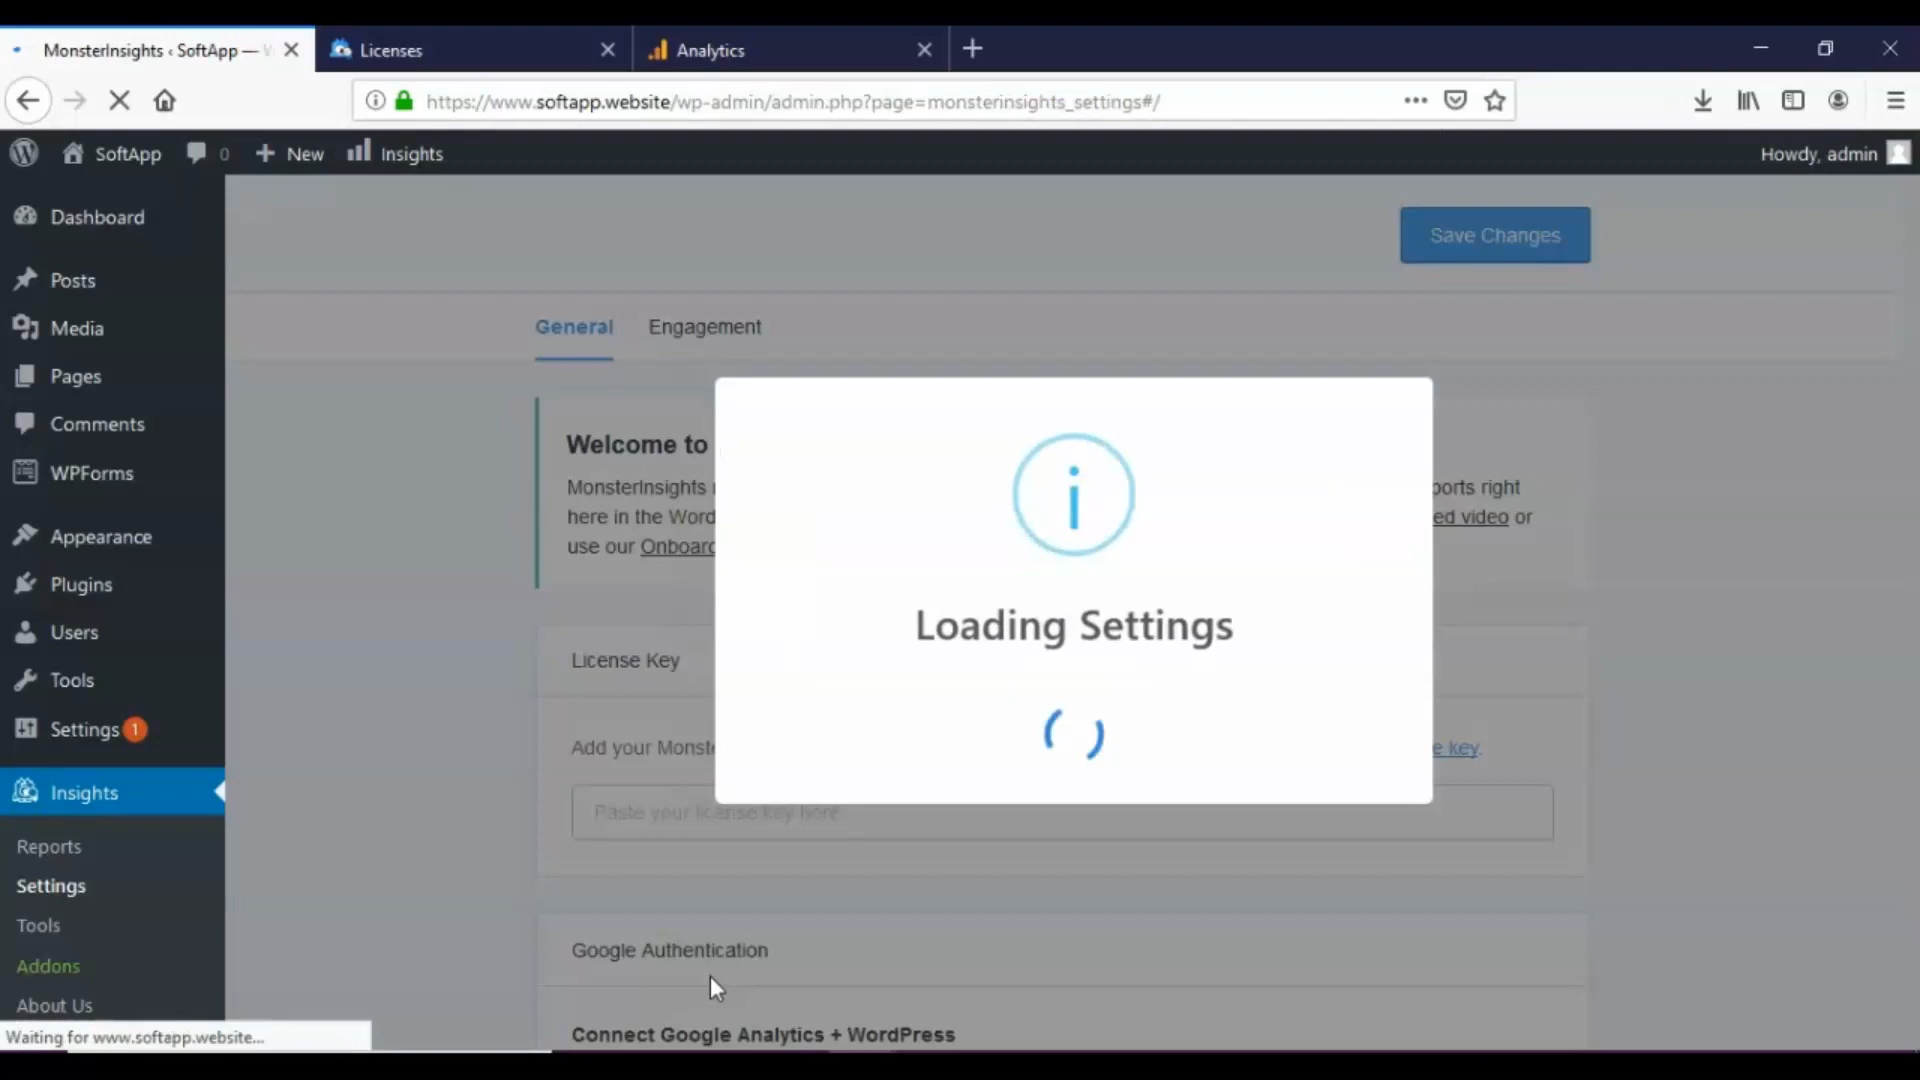 MonsterInsights ‹ SoftApp —
Licenses
Analytics
https://www.softapp.website/wp-admin/admin.php?page=monsterinsights_settings#/
SoftApp
0
New
Insights
Howdy, admin
Dashboard
Posts
Media
Pages
Comments
WPForms
Appearance
Plugins
Users
Tools
Settings 1
Insights
Reports
Settings
Tools
Addons
About Us
Waiting for www.softapp.website...
Save Changes
General
Engagement
Welcome to
MonsterInsights
ports right
here in the Word
ed video or
use our Onboard
Loading Settings
License Key
Add your Monste
e key.
Paste your license key here
Google Authentication
Connect Google Analytics + WordPress